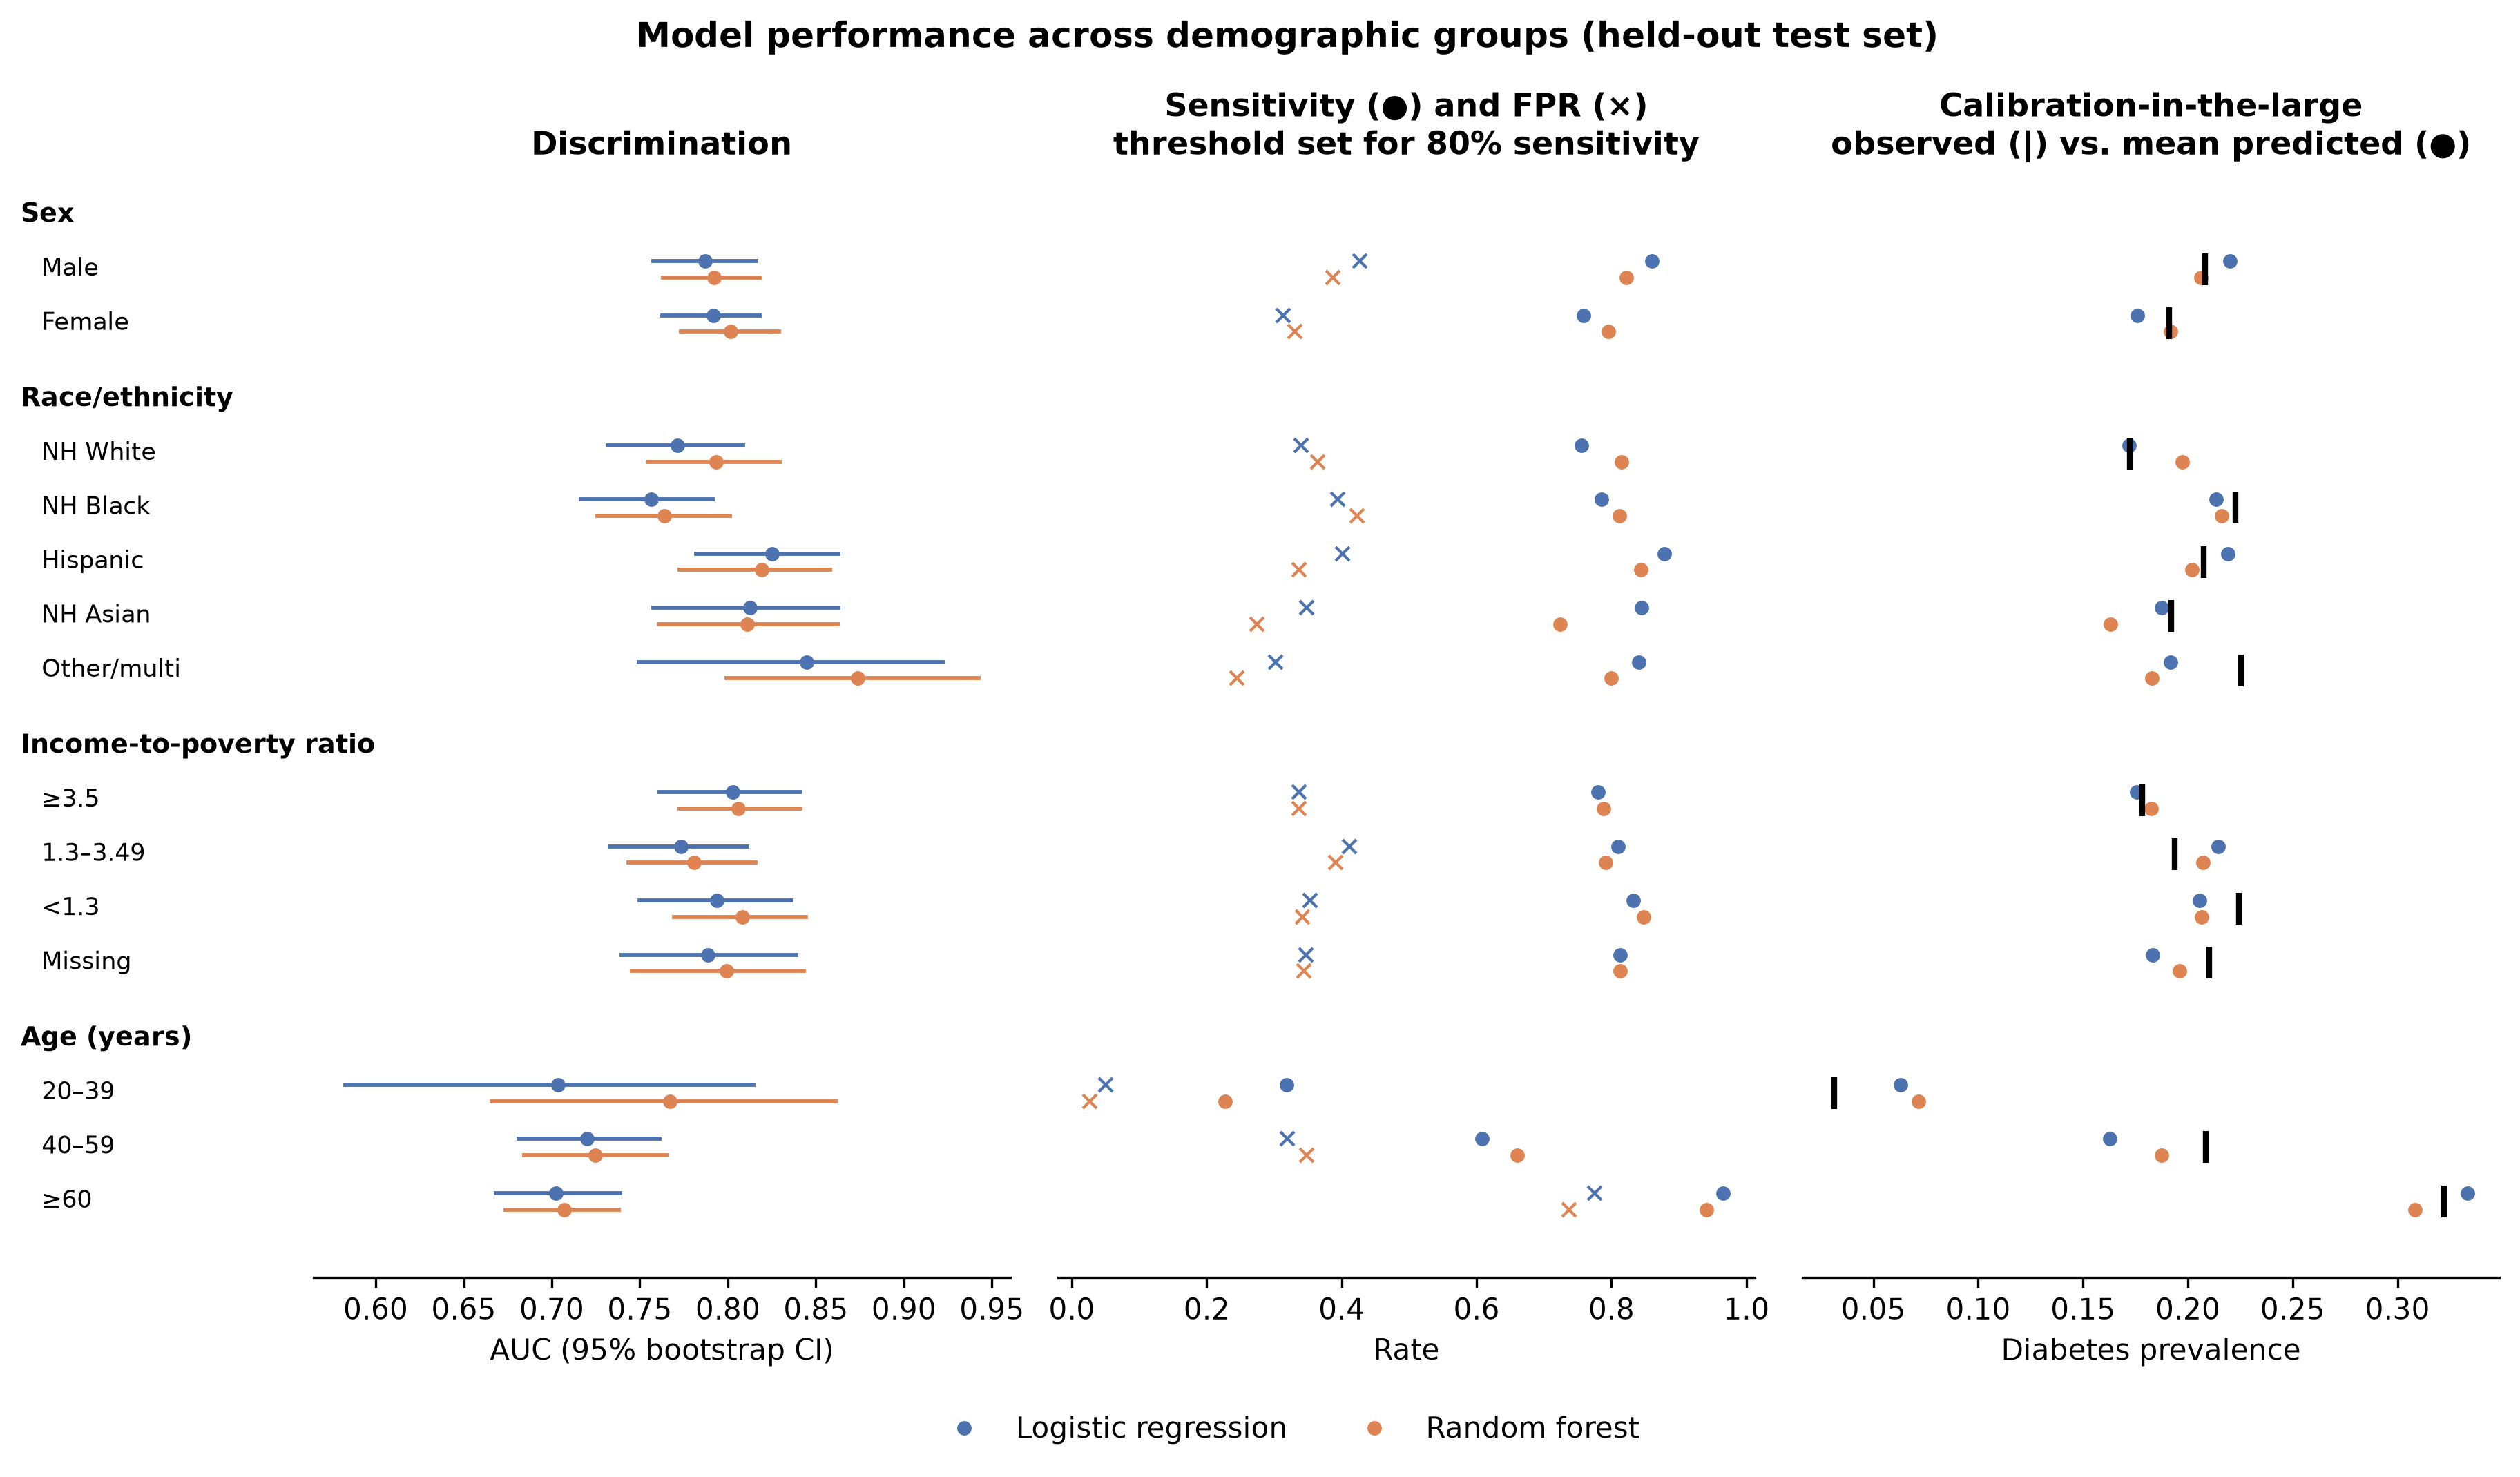 Model performance across demographic groups (held-out test set)
Discrimination
Sensitivity (●) and FPR (×)
threshold set for 80% sensitivity
Calibration-in-the-large
observed (|) vs. mean predicted (●)
Sex
Male
Female
Race/ethnicity
NH White
NH Black
Hispanic
NH Asian
Other/multi
Income-to-poverty ratio
≥3.5
1.3–3.49
<1.3
Missing
Age (years)
20–39
40–59
≥60
0.60 0.65 0.70 0.75 0.80 0.85 0.90 0.95
AUC (95% bootstrap CI)
0.0 0.2 0.4 0.6 0.8 1.0
Rate
0.05 0.10 0.15 0.20 0.25 0.30
Diabetes prevalence
Logistic regression
Random forest